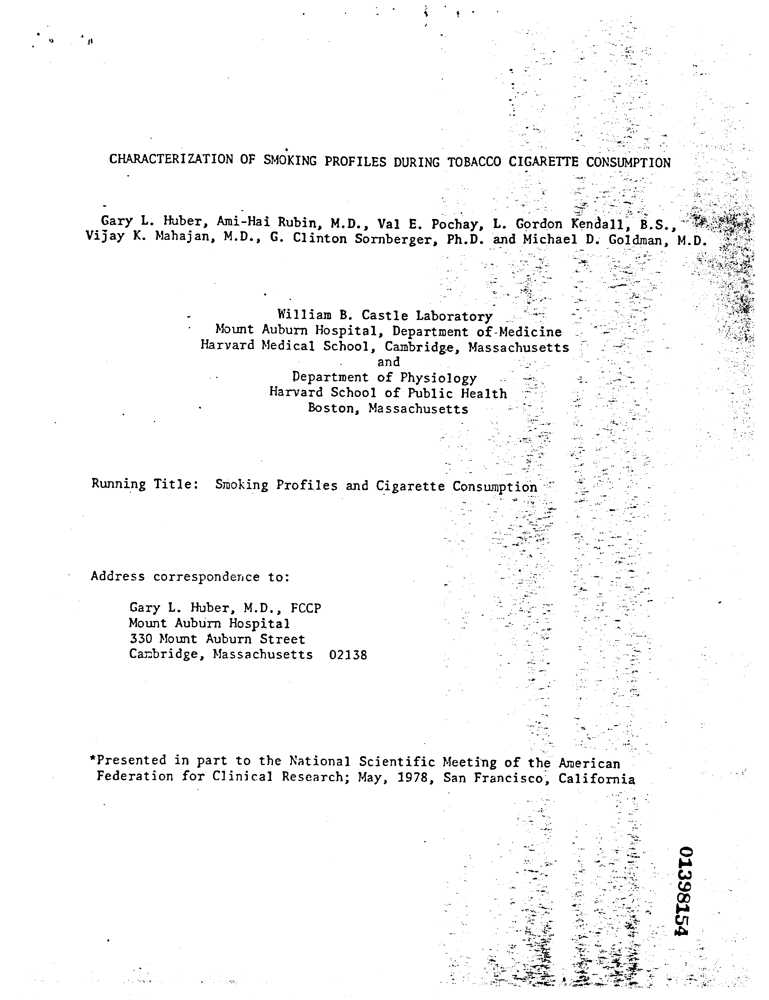 CHARACTERIZATION OF SMOKING PROFILES DURING TOBACCO CIGARETTE CONSUMPTION
Gary L. Huber, Ami-Hai Rubin, M.D., Val E. Pochay, L. Gordon Kendall, B.S.,
Vijay K. Mahajan, M.D., G. Clinton Sornberger, Ph.D. and Michael D. Goldman, M.D.
William B. Castle Laboratory
Mount Auburn Hospital, Department of Medicine
Harvard Medical School, Cambridge, Massachusetts
and
Department of Physiology
Harvard School of Public Health
Boston, Massachusetts
Running Title: Smoking Profiles and Cigarette Consumption
Address correspondence to:
Gary L. Huber, M.D., FCCP
Mount Auburn Hospital
330 Mount Auburn Street
Cambridge, Massachusetts 02138
*Presented in part to the National Scientific Meeting of the American
Federation for Clinical Research; May, 1978, San Francisco, California
01398154